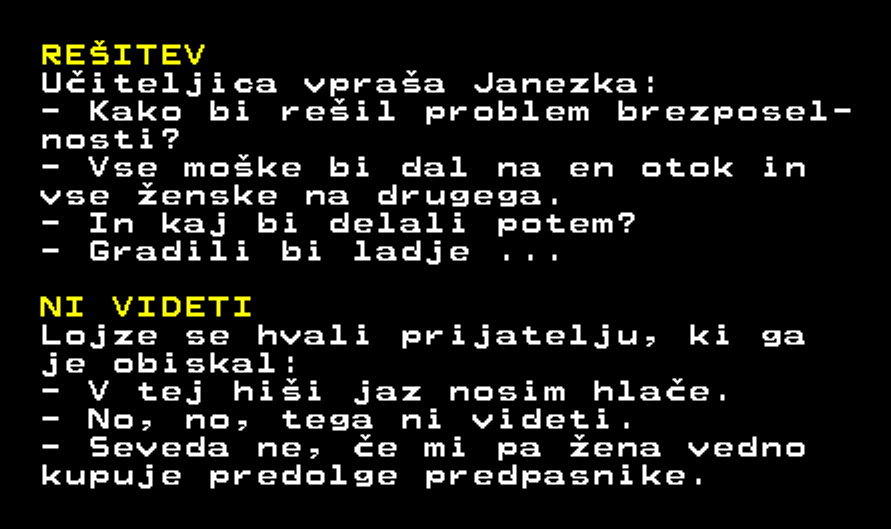 REŠITEV
Učiteljica vpraša Janezka:
- Kako bi rešil problem brezposel-
nosti?
- Vse moške bi dal na en otok in
vse ženske na drugega.
- In kaj bi delali potem?
- Gradili bi ladje ...
NI VIDETI
Lojze se hvali prijatelju, ki ga
je obiskal:
- V tej hiši jaz nosim hlače.
- No, no, tega ni videti.
- Seveda ne, če mi pa žena vedno
kupuje predolge predpasnike.